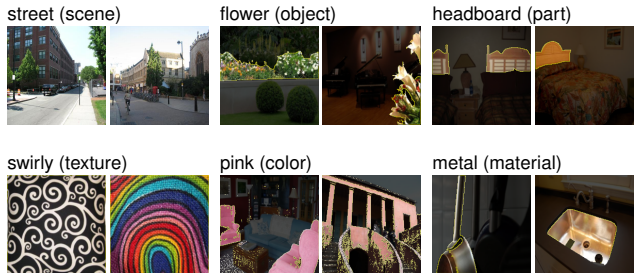 street (scene)
flower (object)
headboard (part)
swirly (texture)
pink (color)
metal (material)